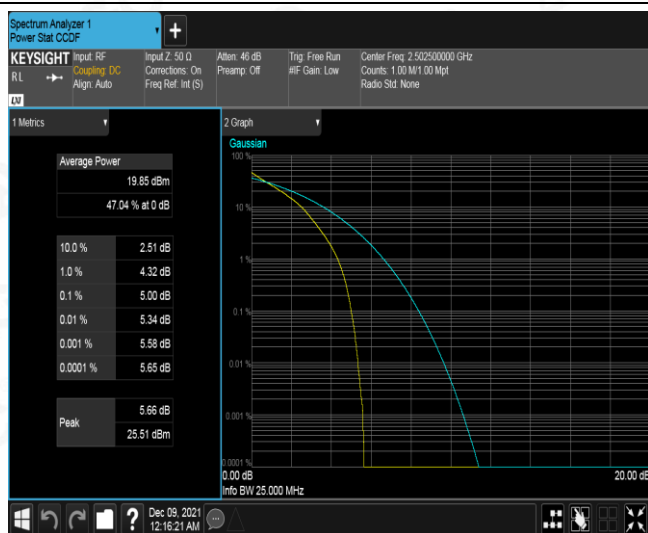 Spectrum Analyzer 1
Power Stat CCDF
KEYSIGHT
RL
LXI
Input: RF
Coupling: DC
Align: Auto
Input Z: 50 Ω
Corrections: On
Freq Ref: Int (S)
Atten: 46 dB
Preamp: Off
Trig: Free Run
#IF Gain: Low
Center Freq: 2.502500000 GHz
Counts: 1.00 M/1.00 Mpt
Radio Std: None
1 Metrics
Average Power
19.85 dBm
47.04 % at 0 dB
10.0 % 2.51 dB
1.0 % 4.32 dB
0.1 % 5.00 dB
0.01 % 5.34 dB
0.001 % 5.58 dB
0.0001 % 5.65 dB
Peak
5.66 dB
25.51 dBm
2 Graph
Gaussian
100 %
10 %
1 %
0.1 %
0.01 %
0.001 %
0.0001 %
0.00 dB
20.00 dB
Info BW 25.000 MHz
?
Dec 09, 2021
12:16:21 AM